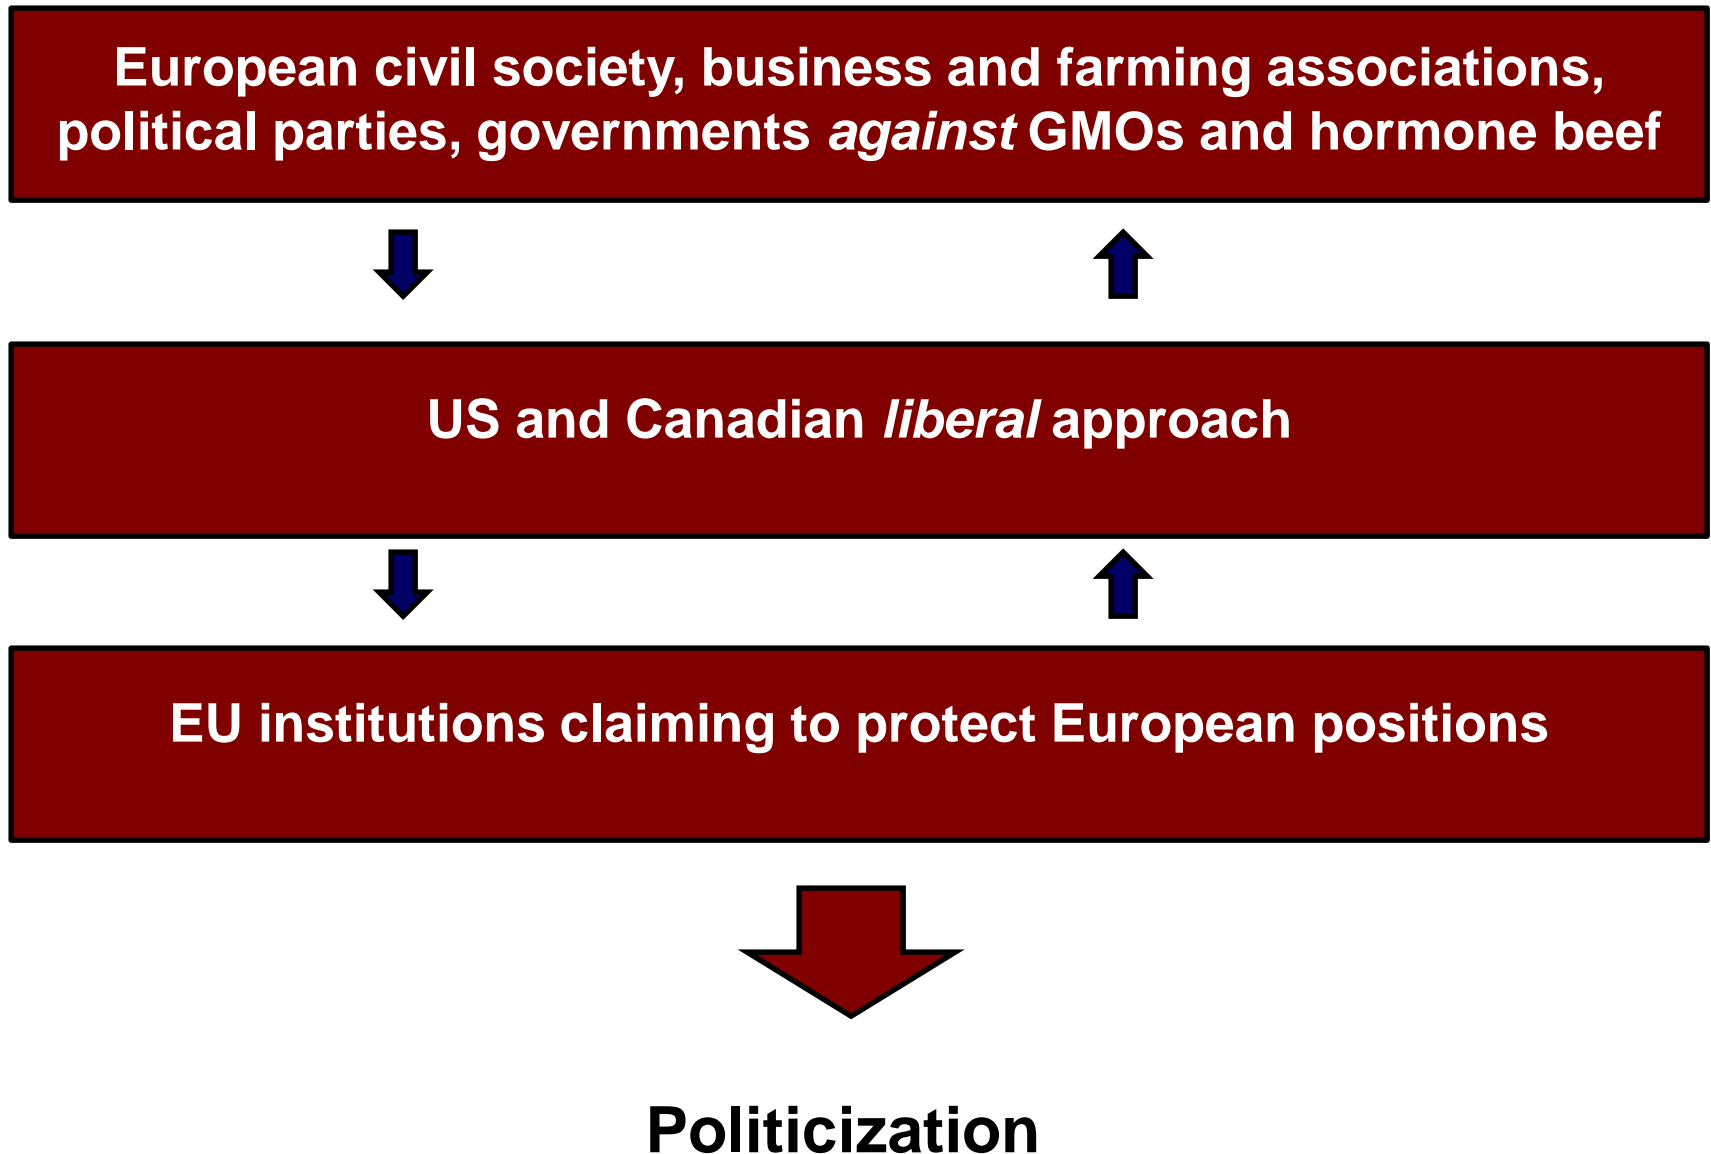 European civil society, business and farming associations,
political parties, governments against GMOs and hormone beef
US and Canadian liberal approach
EU institutions claiming to protect European positions
Politicization